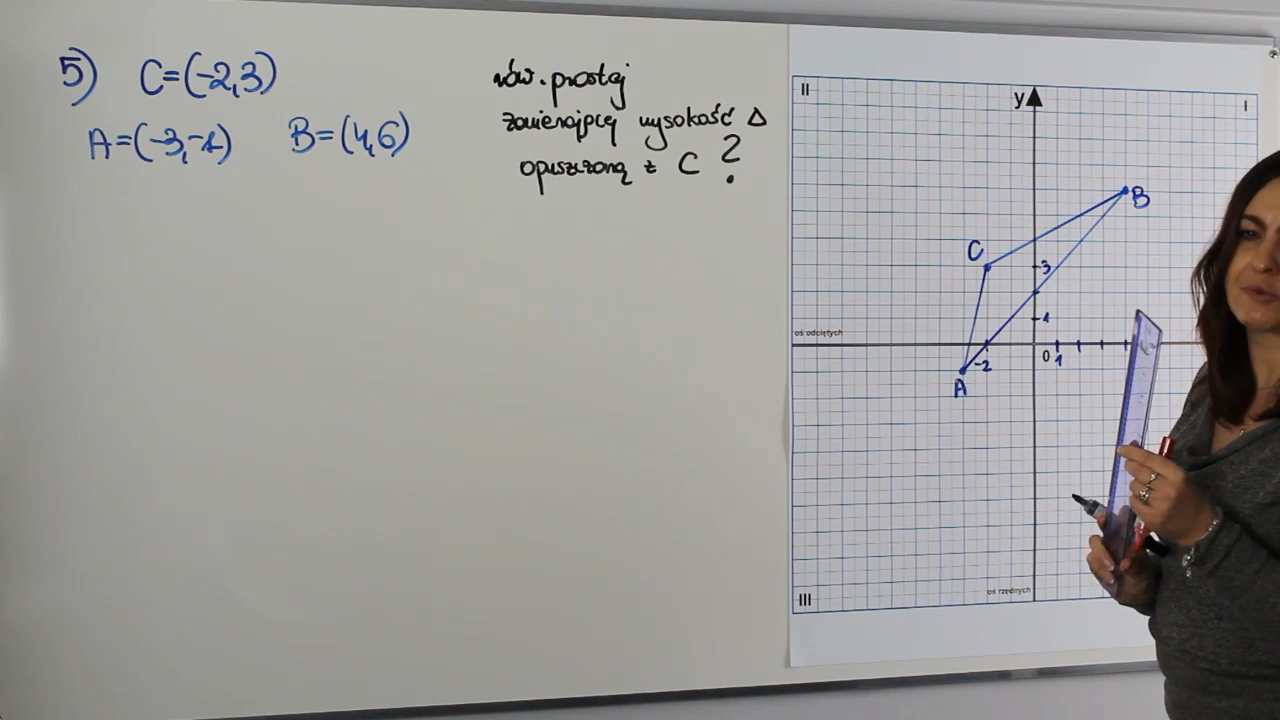 5) C=(-2,3)
A=(-3,-1) B=(4,6)
rów. prostej
zawierającą wysokość Δ
opuszczoną z C ?
II
y
I
B
C
3
oś odciętych
1
0
1
-2
A
oś rzędnych
III